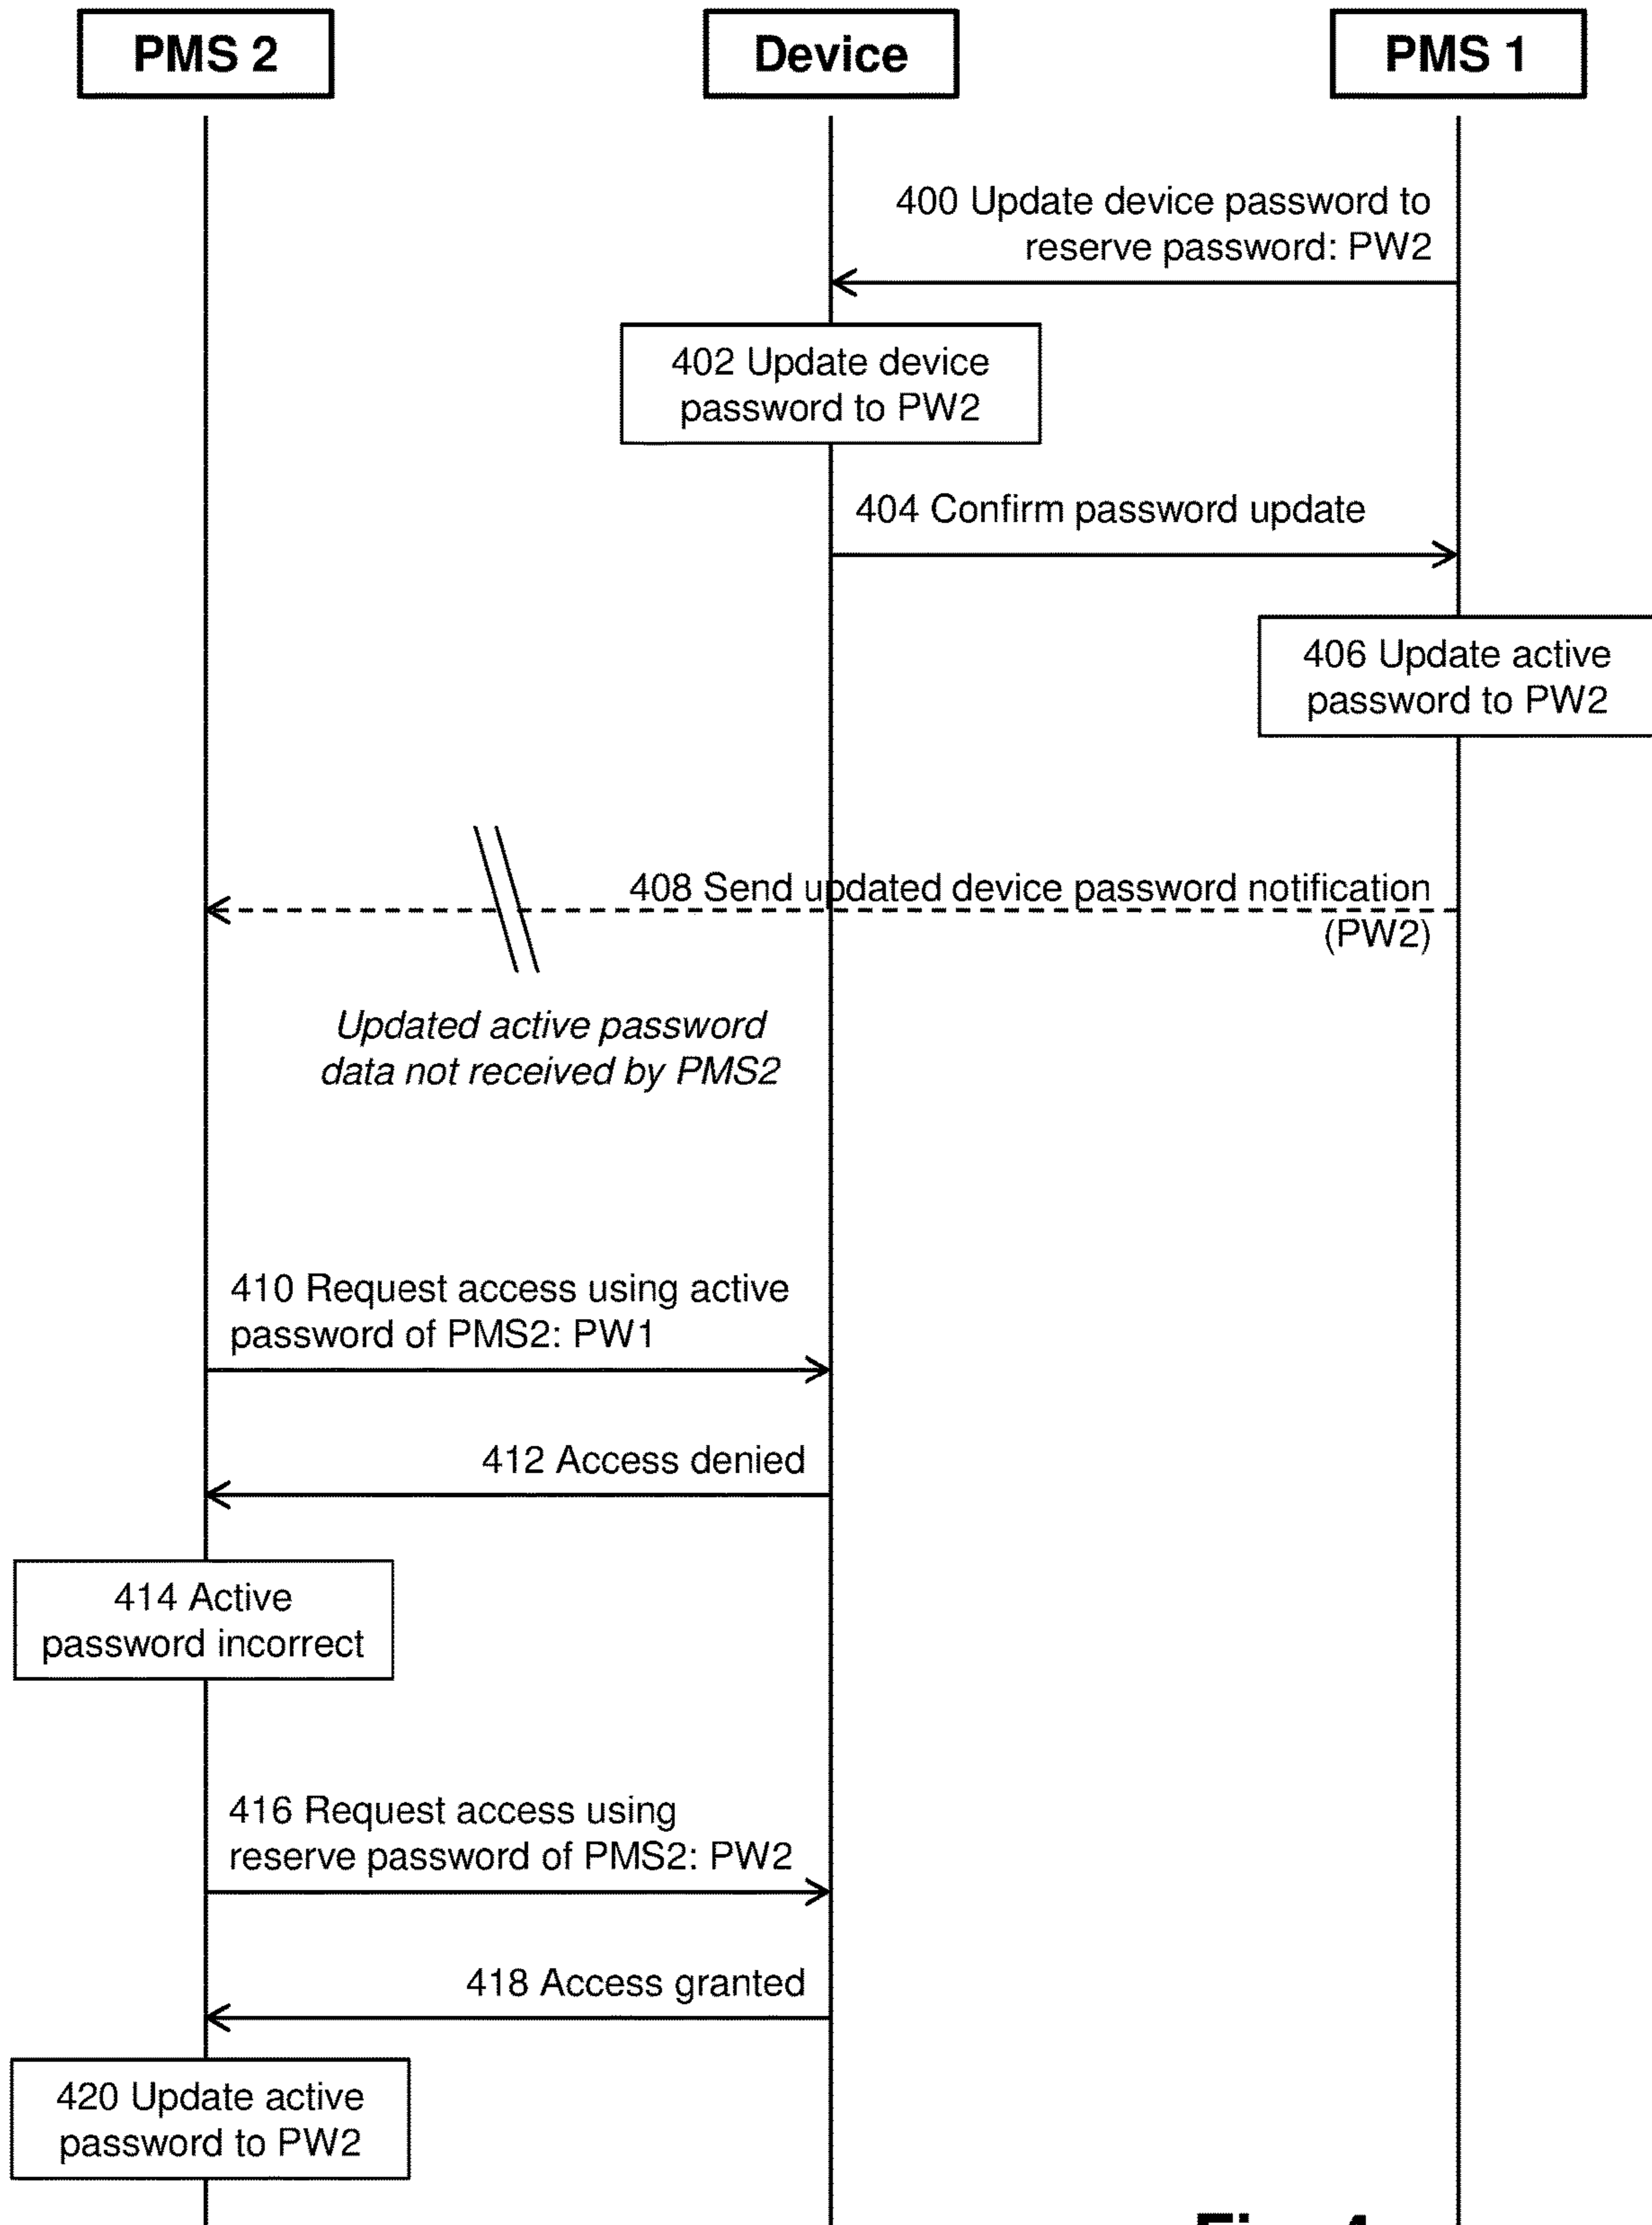 PMS 2
Device
PMS 1
400 Update device password to
reserve password: PW2
402 Update device
password to PW2
404 Confirm password update
406 Update active
password to PW2
408 Send updated device password notification
(PW2)
Updated active password
data not received by PMS2
410 Request access using active
password of PMS2: PW1
412 Access denied
414 Active
password incorrect
416 Request access using
reserve password of PMS2: PW2
418 Access granted
420 Update active
password to PW2